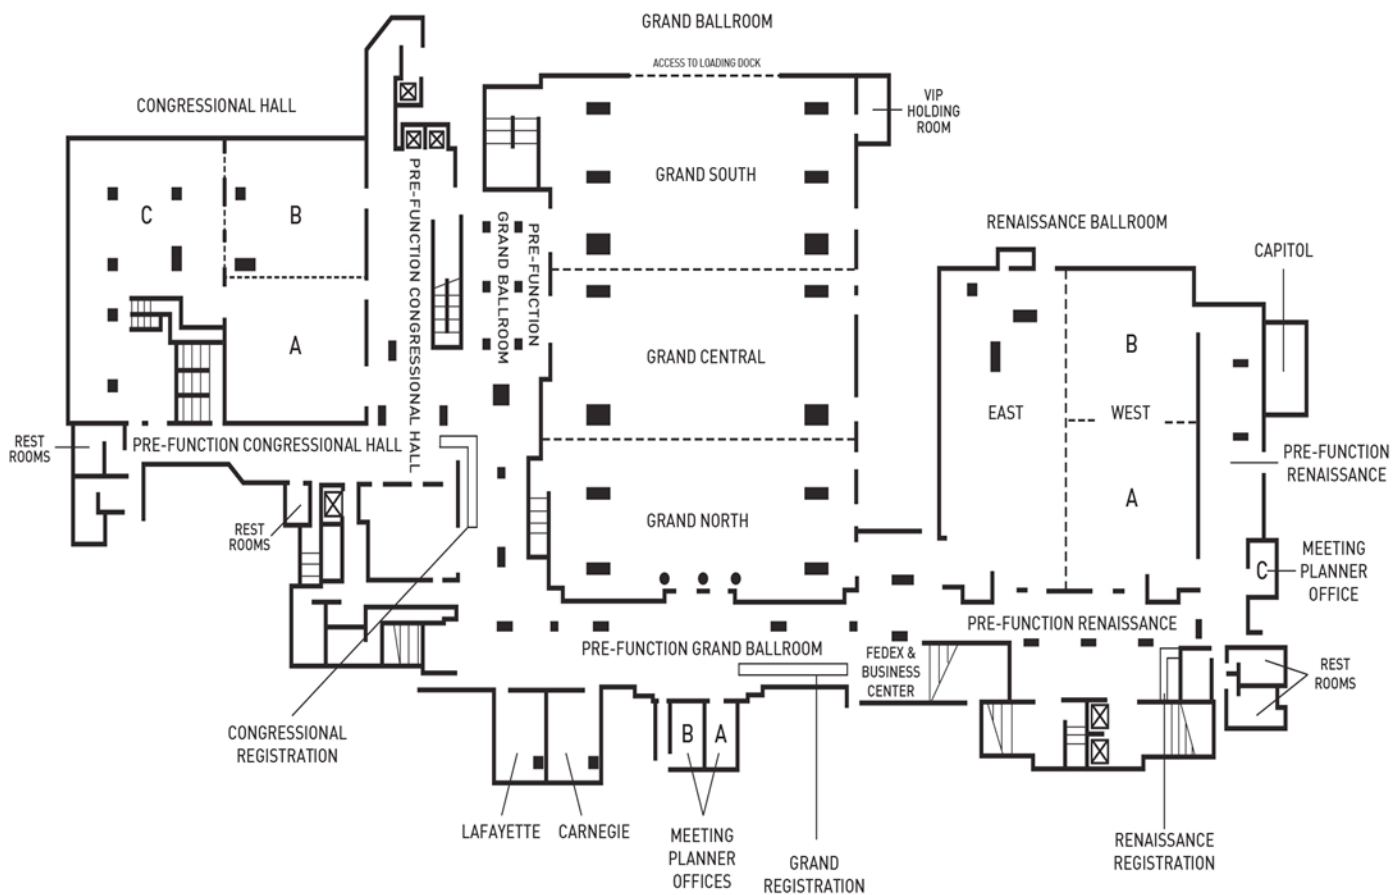 GRAND BALLROOM
ACCESS TO LOADING DOCK
CONGRESSIONAL HALL
VIP
HOLDING
ROOM
GRAND SOUTH
C
B
A
PRE-FUNCTION CONGRESSIONAL HALL
PRE-FUNCTION
GRAND BALLROOM
RENAISSANCE BALLROOM
CAPITOL
GRAND CENTRAL
B
EAST
WEST
A
REST
ROOMS
PRE-FUNCTION CONGRESSIONAL HALL
PRE-FUNCTION
RENAISSANCE
GRAND NORTH
REST
ROOMS
C
MEETING
PLANNER
OFFICE
PRE-FUNCTION RENAISSANCE
PRE-FUNCTION GRAND BALLROOM
FEDEX &
BUSINESS
CENTER
REST
ROOMS
CONGRESSIONAL
REGISTRATION
B
A
LAFAYETTE
CARNEGIE
MEETING
PLANNER
OFFICES
GRAND
REGISTRATION
RENAISSANCE
REGISTRATION